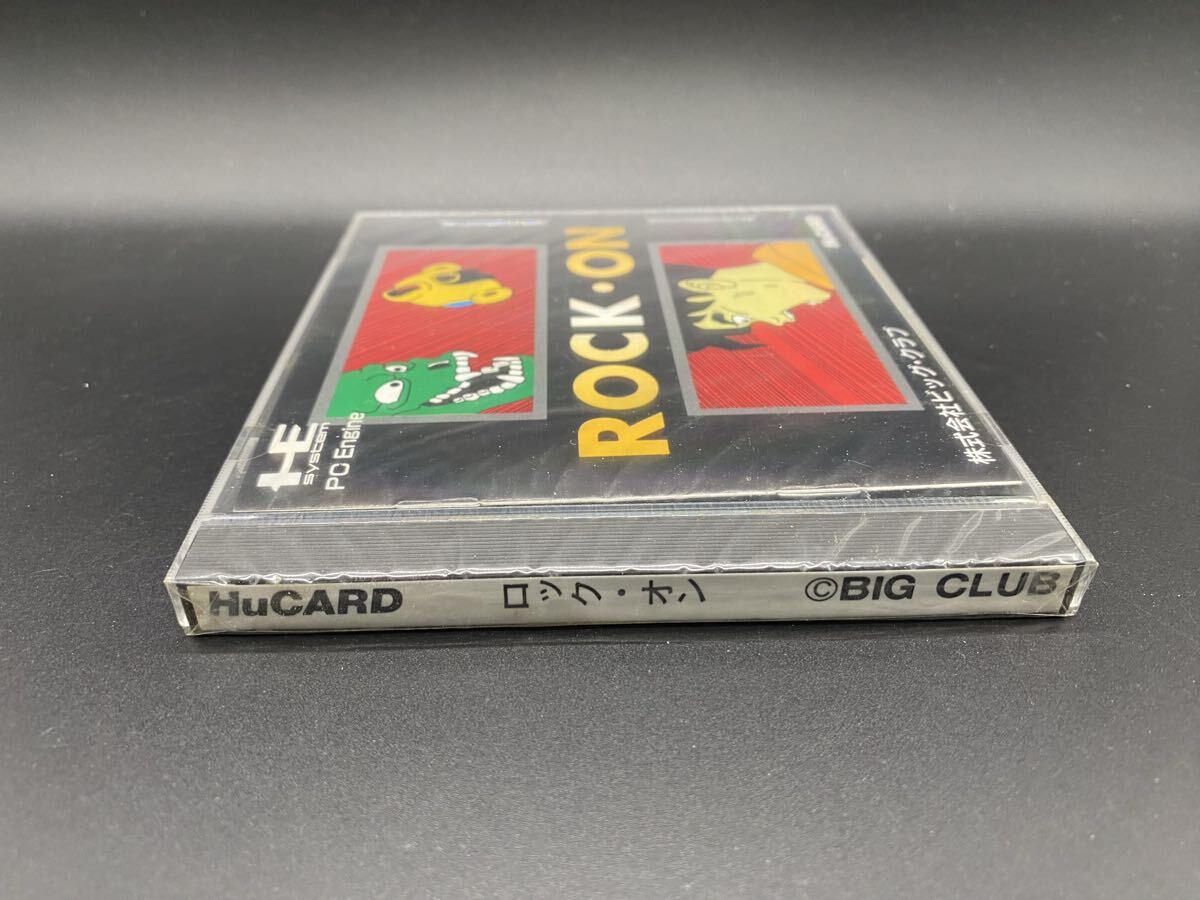 HE
system
PC Engine
ROCK・ON
株式会社ビッグ・クラブ
HuCARD
ロック・オン
©BIG CLUB